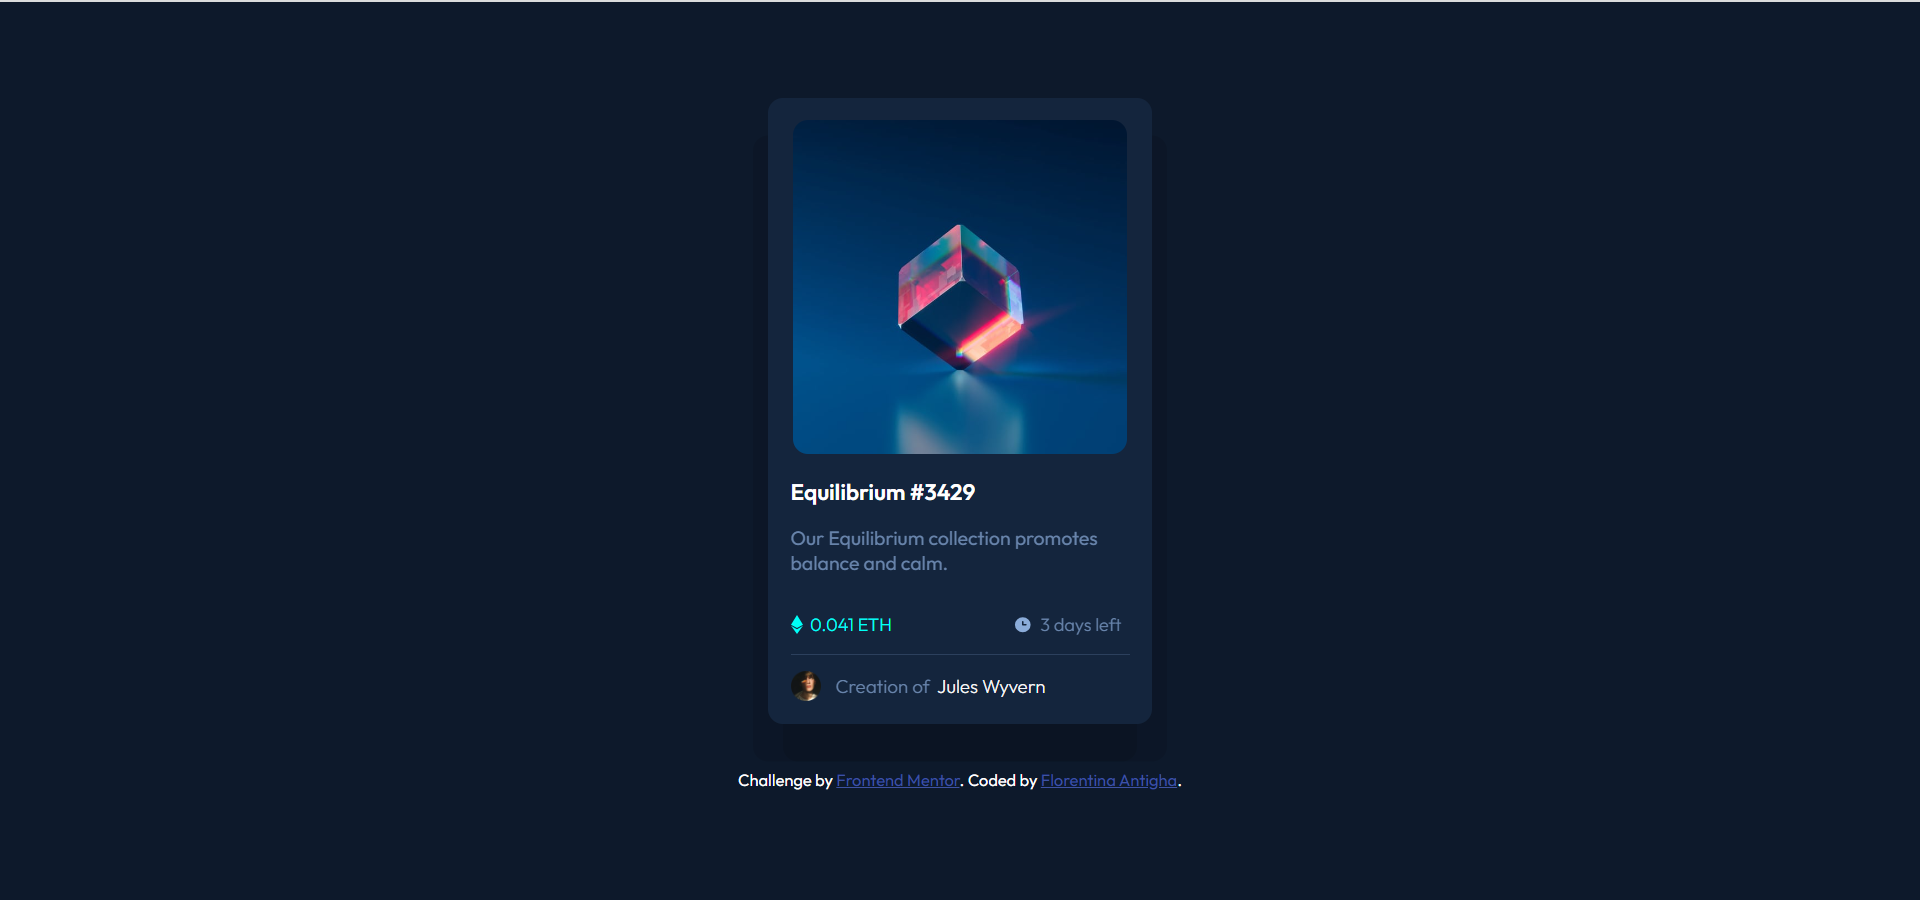 Equilibrium #3429
Our Equilibrium collection promotes
balance and calm.
0.041 ETH
3 days left
Creation of Jules Wyvern
Challenge by Frontend Mentor. Coded by Florentina Antigha.